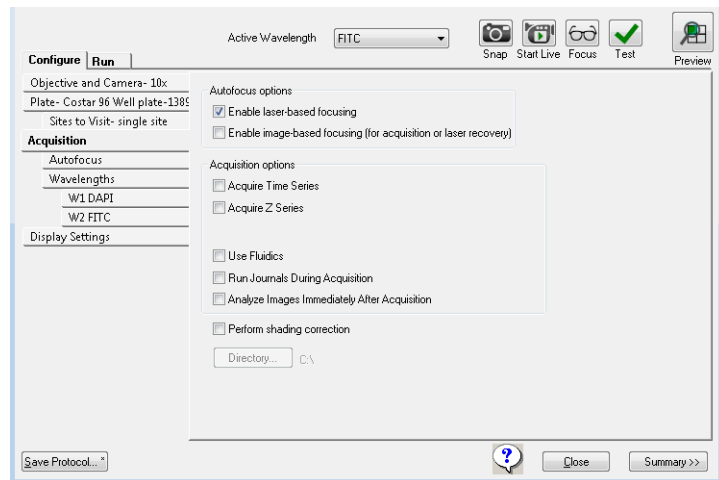 Active Wavelength FITC
Snap Start Live Focus Test Preview
Configure Run
Objective and Camera- 10x
Plate- Costar 96 Well plate-1389
Sites to Visit- single site
Acquisition
Autofocus
Wavelengths
W1 DAPI
W2 FITC
Display Settings
Autofocus options
Enable laser-based focusing
Enable image-based focusing (for acquisition or laser recovery)
Acquisition options
Acquire Time Series
Acquire Z Series
Use Fluidics
Run Journals During Acquisition
Analyze Images Immediately After Acquisition
Perform shading correction
Directory... C:\
Save Protocol... * ? Close Summary >>